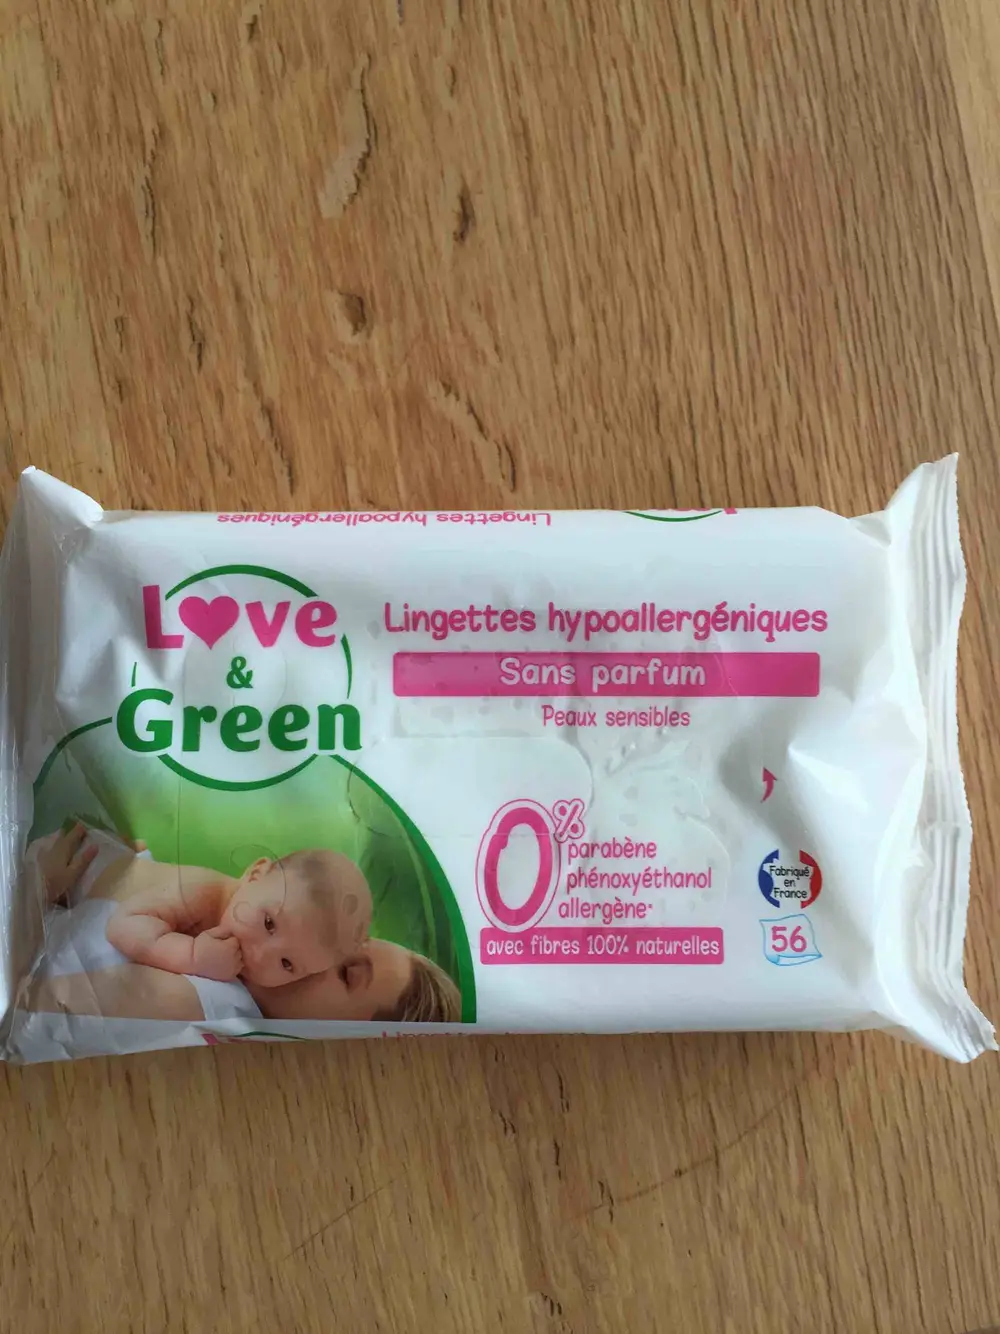 Lingettes hypoallergéniques
Love
&
Green
Lingettes hypoallergéniques
Sans parfum
Peaux sensibles
0%
parabène
phénoxyéthanol
allergène*
avec fibres 100% naturelles
Fabriqué
en
France
56